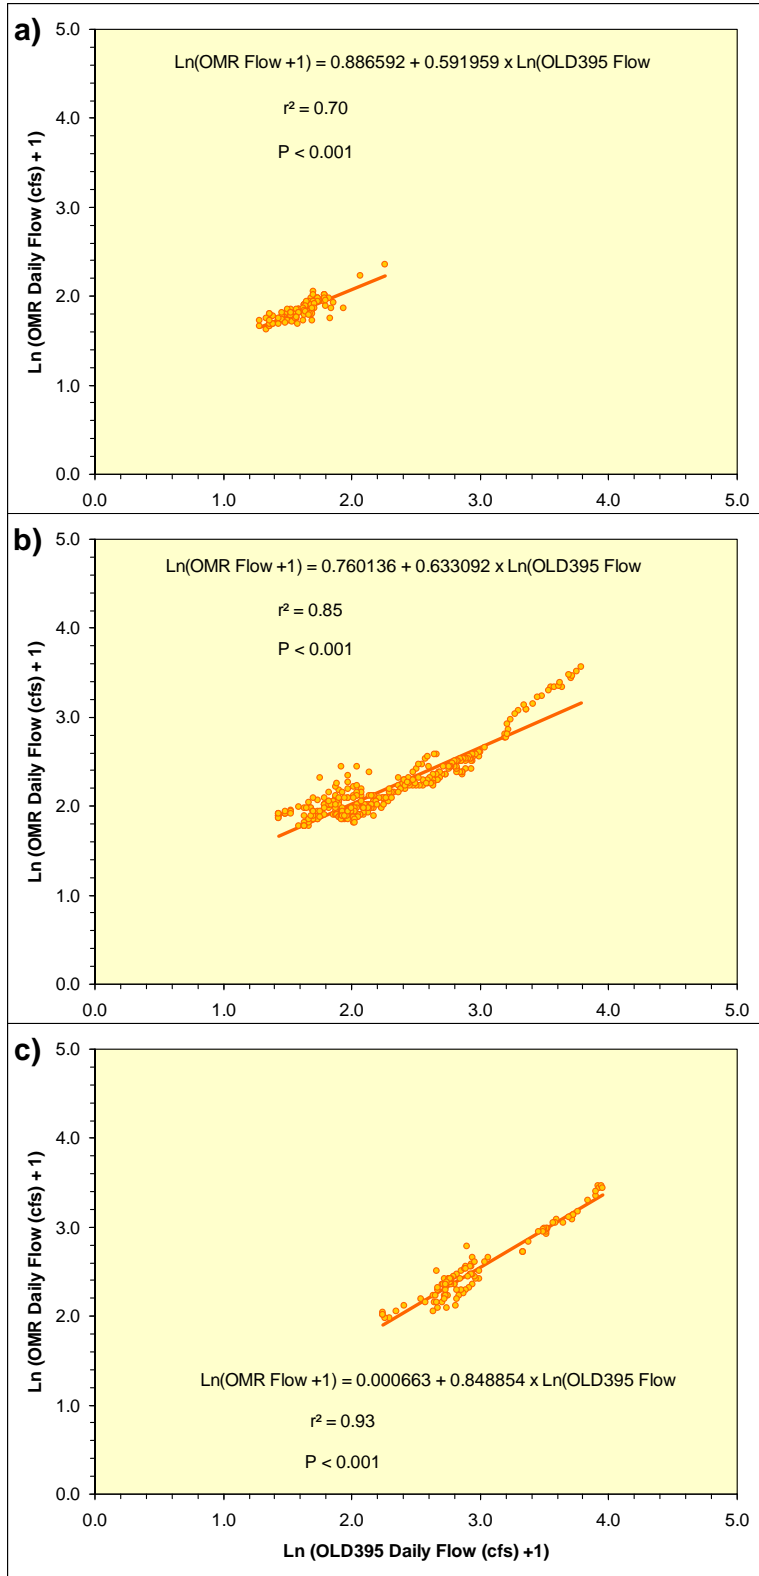 a)
Ln(OMR Flow +1) = 0.886592 + 0.591959 x Ln(OLD395 Flow
r² = 0.70
P < 0.001
Ln (OMR Daily Flow (cfs) + 1)
5.0
4.0
3.0
2.0
1.0
0.0
0.0 1.0 2.0 3.0 4.0 5.0
b)
Ln(OMR Flow +1) = 0.760136 + 0.633092 x Ln(OLD395 Flow
r² = 0.85
P < 0.001
Ln (OMR Daily Flow (cfs) + 1)
5.0
4.0
3.0
2.0
1.0
0.0
0.0 1.0 2.0 3.0 4.0 5.0
c)
Ln (OMR Daily Flow (cfs) + 1)
5.0
4.0
3.0
2.0
1.0
0.0
Ln(OMR Flow +1) = 0.000663 + 0.848854 x Ln(OLD395 Flow
r² = 0.93
P < 0.001
0.0 1.0 2.0 3.0 4.0 5.0
Ln (OLD395 Daily Flow (cfs) +1)